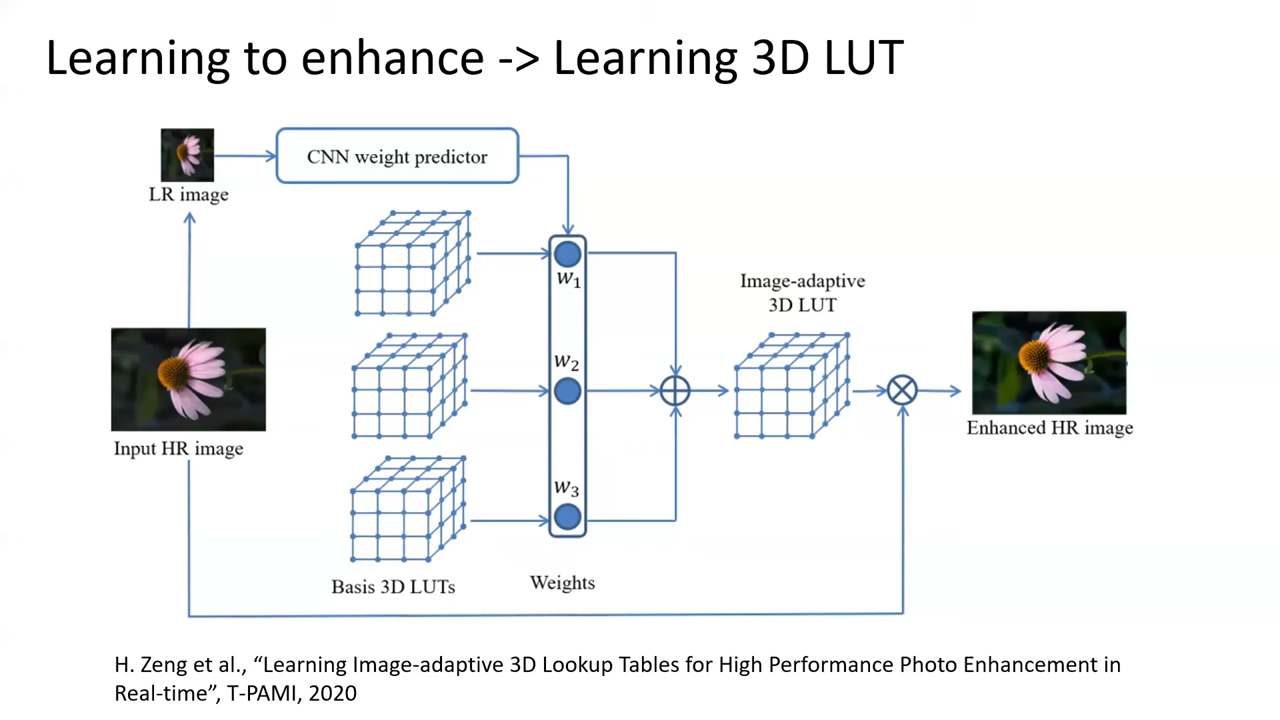 Learning to enhance -> Learning 3D LUT
LR image
CNN weight predictor
w₁
w₂
w₃
Input HR image
Basis 3D LUTs
Weights
Image-adaptive
3D LUT
Enhanced HR image
H. Zeng et al., “Learning Image-adaptive 3D Lookup Tables for High Performance Photo Enhancement in
Real-time”, T-PAMI, 2020